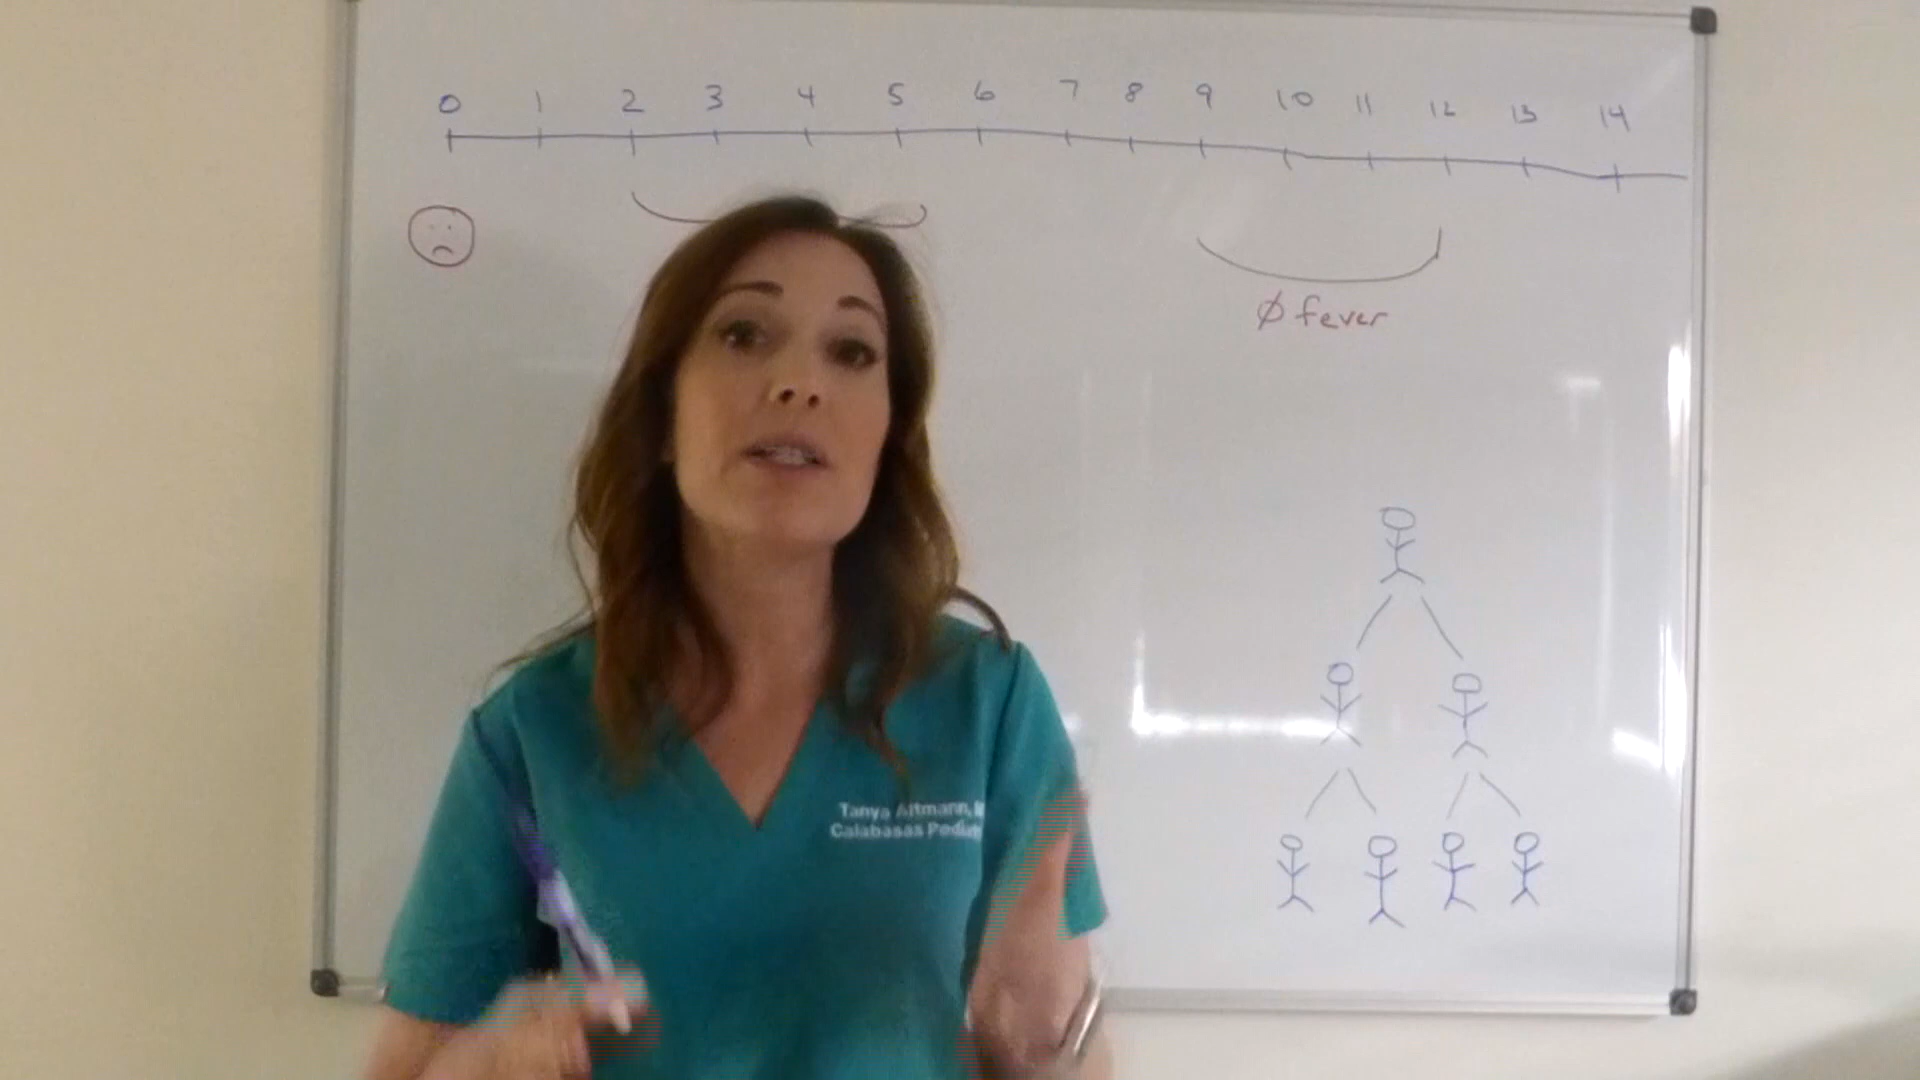 0 1 2 3 4 5 6 7 8 9 10 11 12 13 14
Ø fever
Tanya Altmann,
Calabasas Pediat